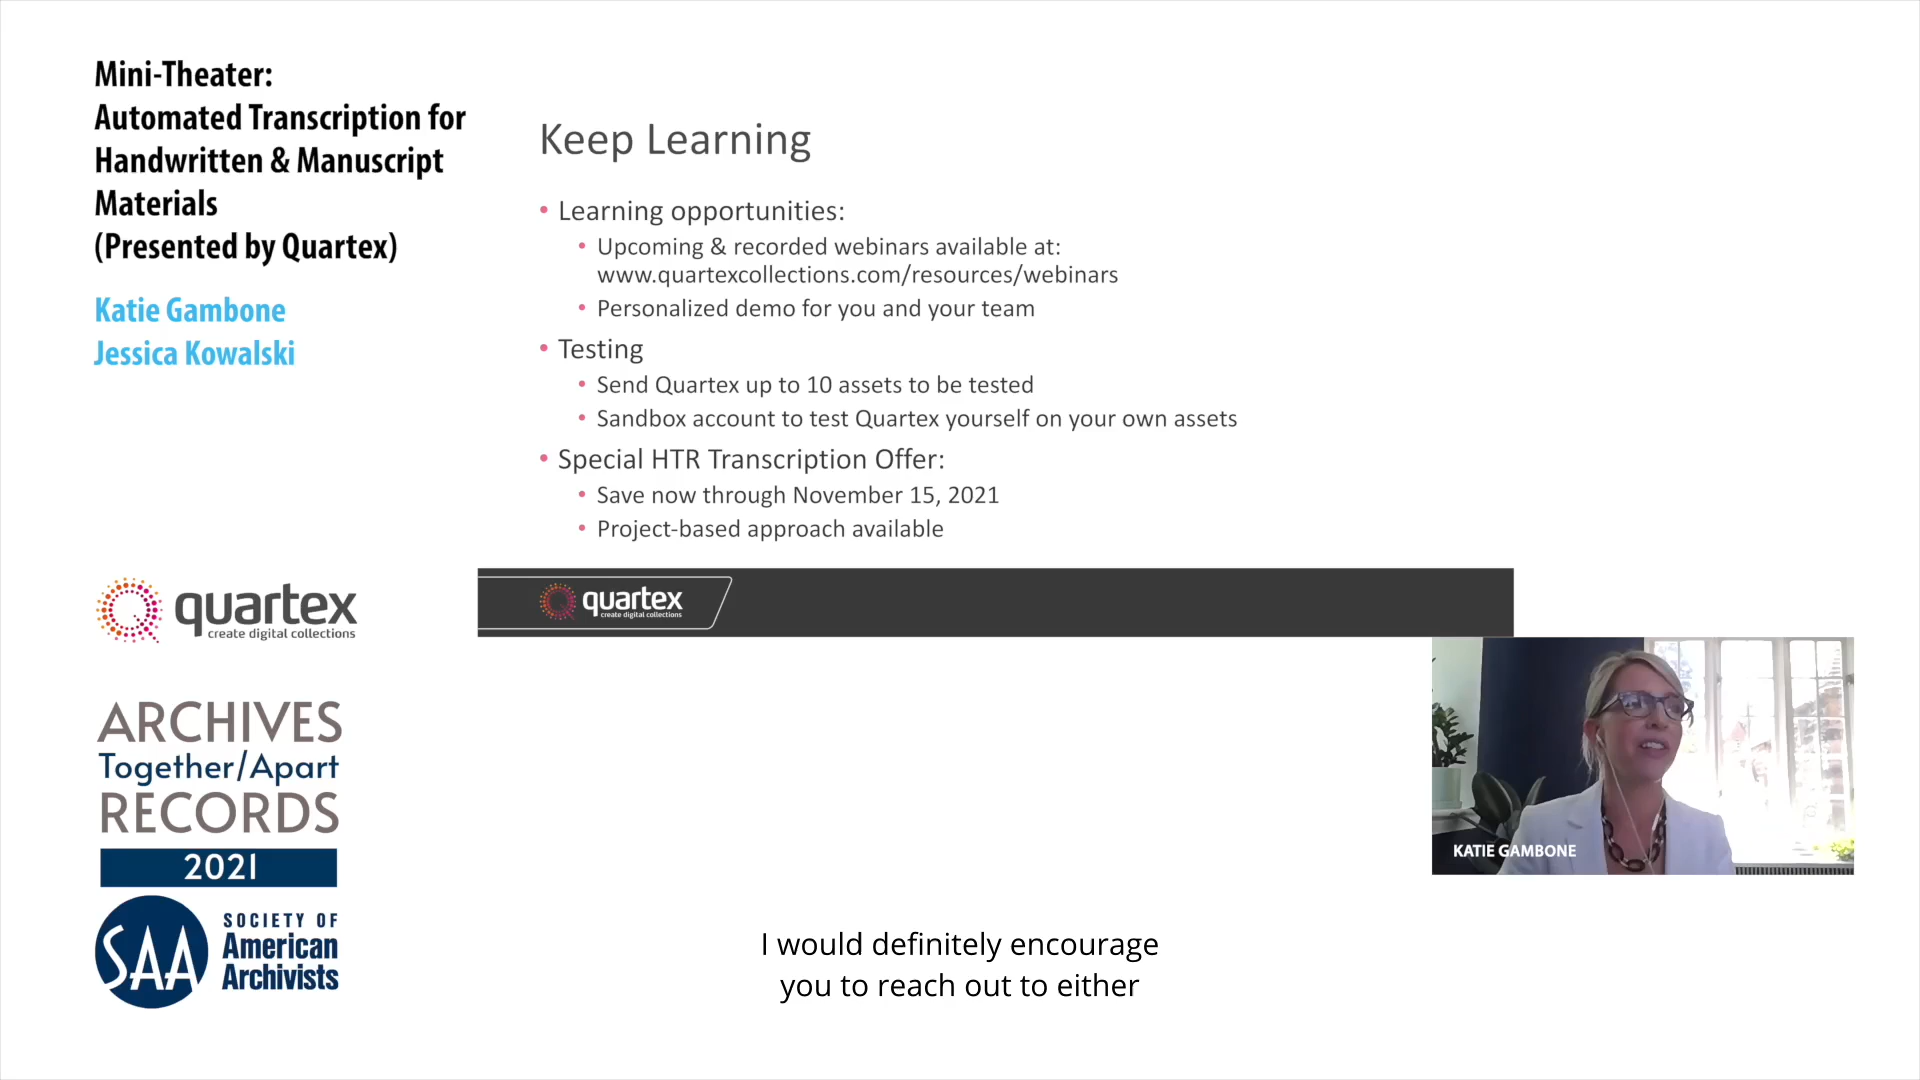 Mini-Theater:
Automated Transcription for
Handwritten & Manuscript
Materials
(Presented by Quartex)
Katie Gambone
Jessica Kowalski
Keep Learning
• Learning opportunities:
• Upcoming & recorded webinars available at:
www.quartexcollections.com/resources/webinars
• Personalized demo for you and your team
• Testing
• Send Quartex up to 10 assets to be tested
• Sandbox account to test Quartex yourself on your own assets
• Special HTR Transcription Offer:
• Save now through November 15, 2021
• Project-based approach available
quartex
create digital collections
quartex
create digital collections
ARCHIVES
Together/Apart
RECORDS
2021
SAA
SOCIETY OF
American
Archivists
KATIE GAMBONE
I would definitely encourage
you to reach out to either